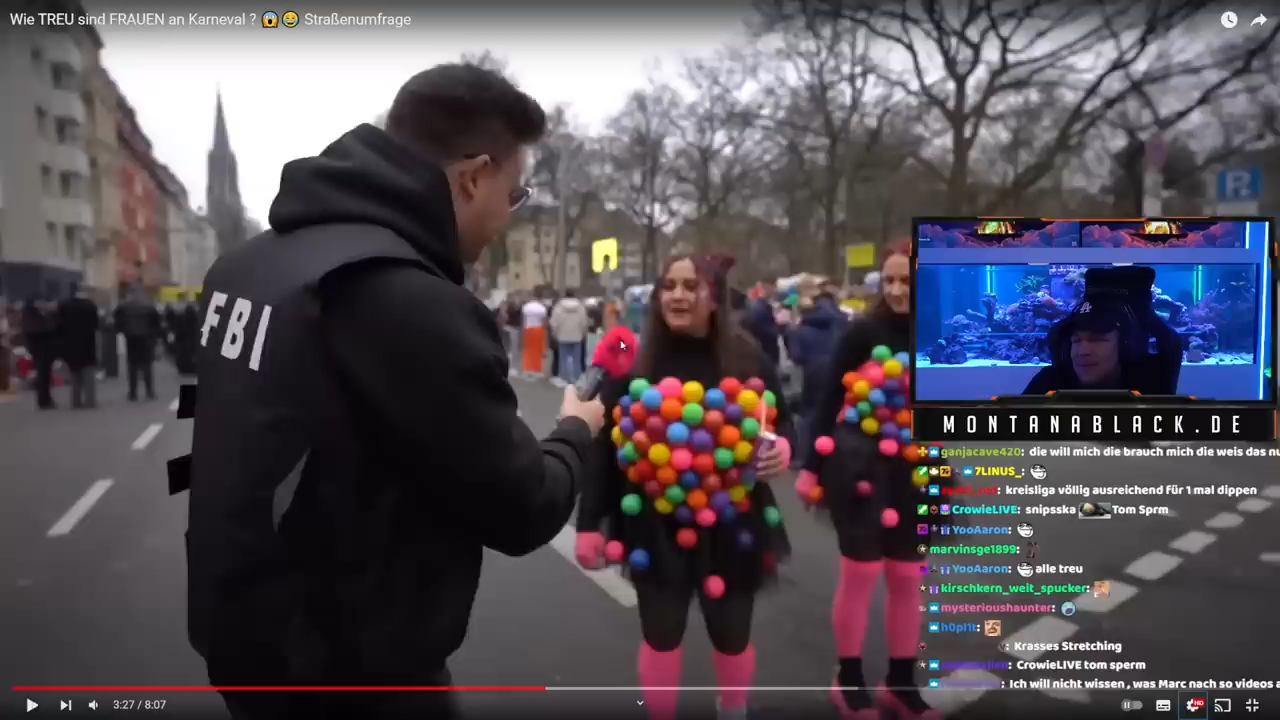 Wie TREU sind FRAUEN an Karneval ? 😱😂 Straßenumfrage
FBI
MONTANABLACK.DE
ganjacave420: die will mich die brauch mich die weis das nu
7LINUS_:
kreisliga völlig ausreichend für 1 mal dippen
CrowieLIVE: snipsska Tom Sprm
YooAaron:
marvinsge1899:
YooAaron: alle treu
kirschkern_weit_spucker:
mysterioushaunter:
h0pl1t:
: Krasses Stretching
CrowieLIVE tom sperm
: Ich will nicht wissen , was Marc nach so videos a
3:27 / 8:07
HD